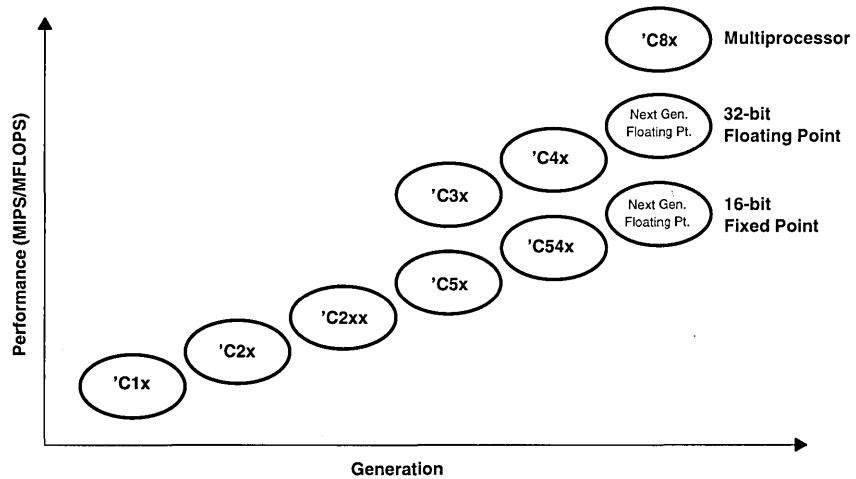 'C8x
Multiprocessor
Next Gen.
Floating Pt.
32-bit
Floating Point
'C4x
'C3x
Next Gen.
Floating Pt.
16-bit
Fixed Point
'C54x
'C5x
'C2xx
'C2x
'C1x
Performance (MIPS/MFLOPS)
Generation